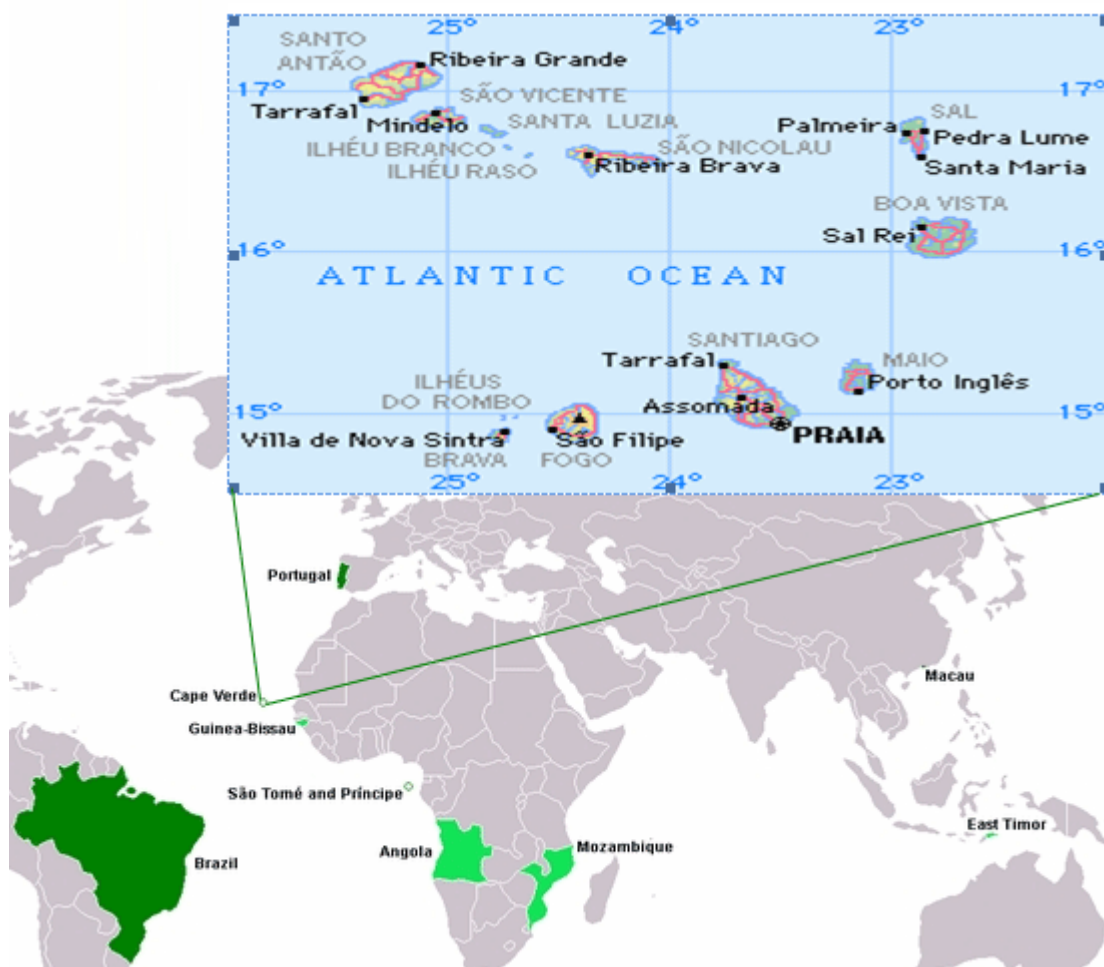 25° 24° 23°
SANTO
ANTÃO
Ribeira Grande
17° 17°
Tarrafal
SÃO VICENTE
Mindelo
SANTA LUZIA
ILHÉU BRANCO
ILHÉU RASO
SÃO NICOLAU
Ribeira Brava
SAL
Palmeira
Pedra Lume
Santa Maria
BOA VISTA
Sal Rei
16° 16°
ATLANTIC OCEAN
SANTIAGO
Tarrafal
MAIO
Porto Inglês
Assomada
ILHÉUS
DO ROMBO
15° 15°
Villa de Nova Sintra
São Filipe
PRAIA
BRAVA
FOGO
25° 24° 23°
Portugal
Cape Verde
Macau
Guinea-Bissau
São Tomé and Príncipe
East Timor
Angola
Mozambique
Brazil